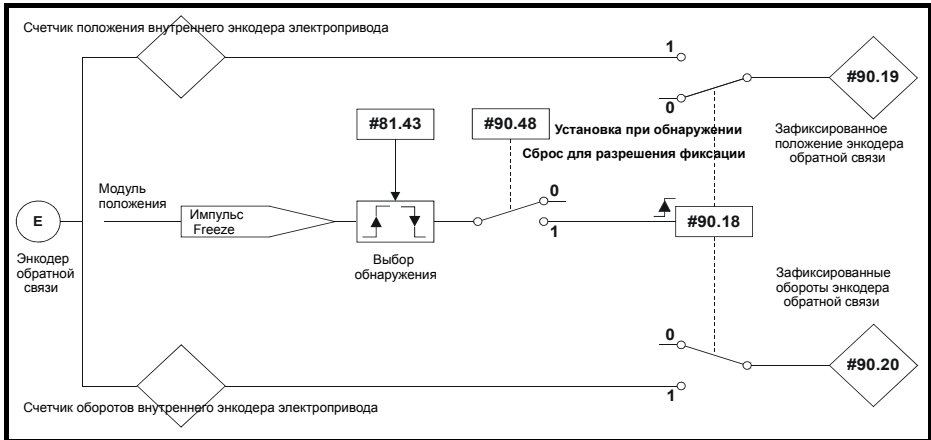 Счетчик положения внутреннего энкодера электропривода
1
#90.19
0
#81.43
#90.48
Установка при обнаружении
Сброс для разрешения фиксации
Зафиксированное
положение энкодера
обратной связи
Модуль
положения
0
E
Импульс
Freeze
1
#90.18
Энкодер
обратной
связи
Выбор
обнаружения
Зафиксированные
обороты энкодера
обратной связи
0
#90.20
1
Счетчик оборотов внутреннего энкодера электропривода